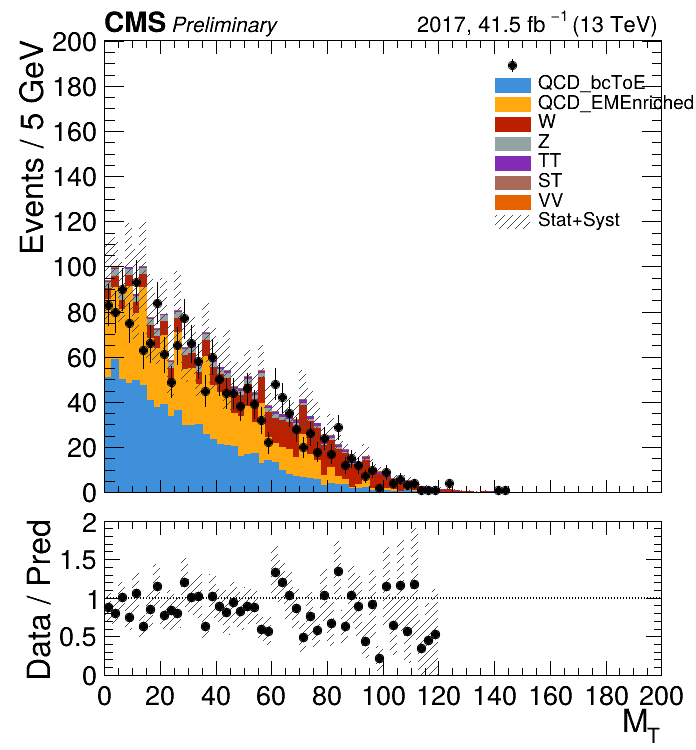 CMS Preliminary 2017, 41.5 fb⁻¹ (13 TeV)
Events / 5 GeV
200
180
160
140
120
100
80
60
40
20
0
QCD_bcToE
QCD_EMEnriched
W
Z
TT
ST
VV
Stat+Syst
Data / Pred
2
1.5
1
0.5
0
0 20 40 60 80 100 120 140 160 180 200
M_T